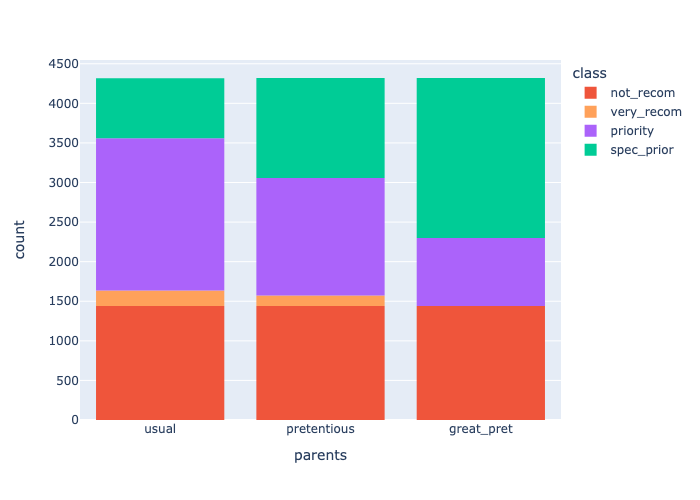 4500
4000
3500
3000
2500
2000
1500
1000
500
0
count
usual
pretentious
great_pret
parents
class
not_recom
very_recom
priority
spec_prior